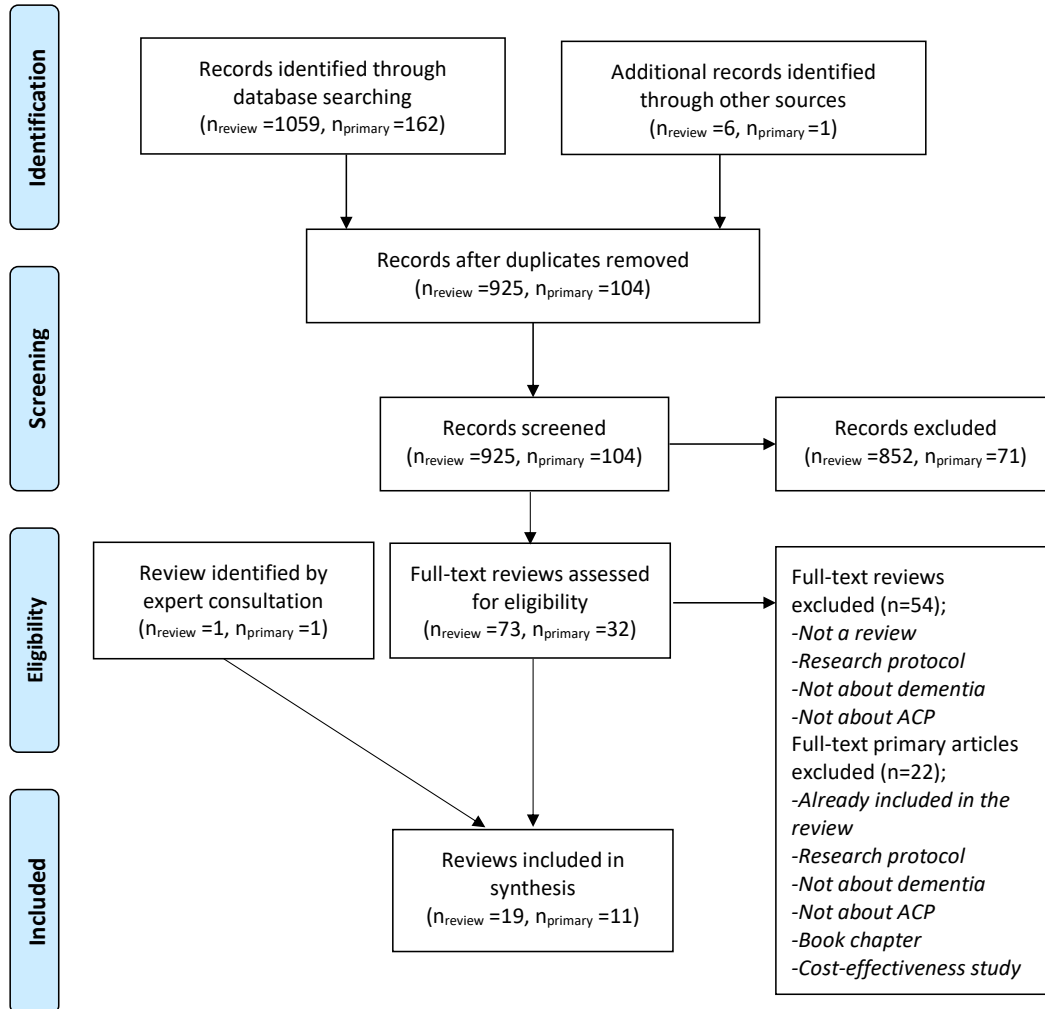 Identification
Records identified through
database searching
(nreview =1059, nprimary =162)
Additional records identified
through other sources
(nreview =6, nprimary =1)
Records after duplicates removed
(nreview =925, nprimary =104)
Screening
Records screened
(nreview =925, nprimary =104)
Records excluded
(nreview =852, nprimary =71)
Eligibility
Review identified by
expert consultation
(nreview =1, nprimary =1)
Full-text reviews assessed
for eligibility
(nreview =73, nprimary =32)
Full-text reviews
excluded (n=54);
-Not a review
-Research protocol
-Not about dementia
-Not about ACP
Full-text primary articles
excluded (n=22);
-Already included in the
review
-Research protocol
-Not about dementia
-Not about ACP
-Book chapter
-Cost-effectiveness study
Included
Reviews included in
synthesis
(nreview =19, nprimary =11)